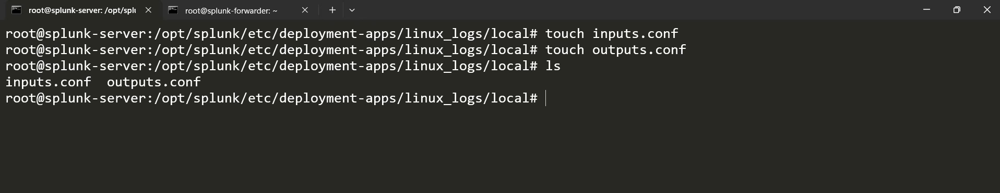 root@splunk-server: /opt/splu
root@splunk-forwarder: ~
root@splunk-server:/opt/splunk/etc/deployment-apps/linux_logs/local# touch inputs.conf
root@splunk-server:/opt/splunk/etc/deployment-apps/linux_logs/local# touch outputs.conf
root@splunk-server:/opt/splunk/etc/deployment-apps/linux_logs/local# ls
inputs.conf  outputs.conf
root@splunk-server:/opt/splunk/etc/deployment-apps/linux_logs/local#